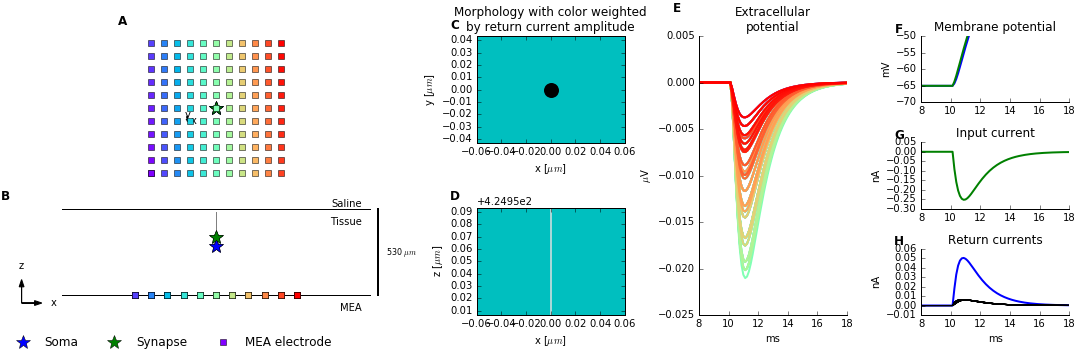 A
y
x
B
Saline
Tissue
530 μm
z
x
MEA
Soma
Synapse
MEA electrode
Morphology with color weighted
by return current amplitude
C
0.04
0.03
0.02
0.01
0.00
−0.01
−0.02
−0.03
−0.04
y [μm]
−0.06 −0.04 −0.02 0.00 0.02 0.04 0.06
x [μm]
D
+4.2495e2
0.09
0.08
0.07
0.06
0.05
0.04
0.03
0.02
0.01
z [μm]
−0.06 −0.04 −0.02 0.00 0.02 0.04 0.06
x [μm]
E
Extracellular
potential
0.005
0.000
−0.005
−0.010
−0.015
−0.020
−0.025
μV
8 10 12 14 16 18
ms
F
Membrane potential
−50
−55
−60
−65
−70
mV
8 10 12 14 16 18
G
Input current
0.05
0.00
−0.05
−0.10
−0.15
−0.20
−0.25
−0.30
nA
8 10 12 14 16 18
H
Return currents
0.06
0.05
0.04
0.03
0.02
0.01
0.00
−0.01
nA
8 10 12 14 16 18
ms